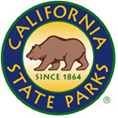 CALIFORNIA
SINCE 1864
STATE PARKS
®